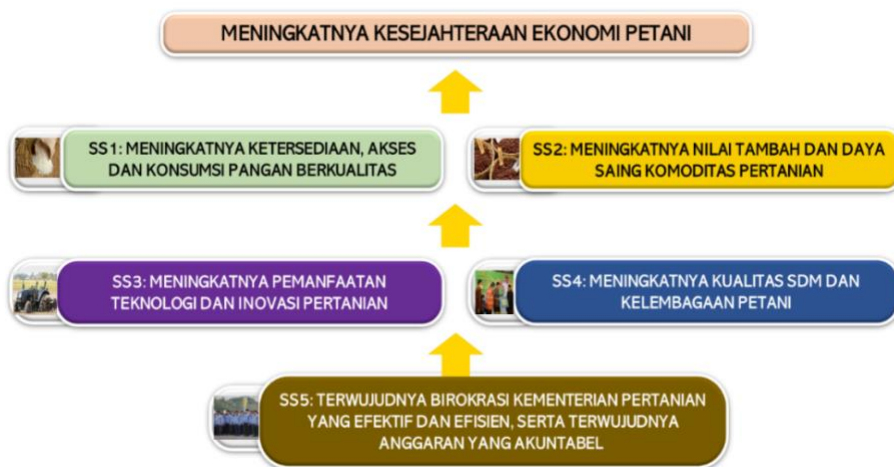 MENINGKATNYA KESEJAHTERAAN EKONOMI PETANI
SS1: MENINGKATNYA KETERSEDIAAN, AKSES
DAN KONSUMSI PANGAN BERKUALITAS
SS2: MENINGKATNYA NILAI TAMBAH DAN DAYA
SAING KOMODITAS PERTANIAN
SS3: MENINGKATNYA PEMANFAATAN
TEKNOLOGI DAN INOVASI PERTANIAN
SS4: MENINGKATNYA KUALITAS SDM DAN
KELEMBAGAAN PETANI
SS5: TERWUJUDNYA BIROKRASI KEMENTERIAN PERTANIAN
YANG EFEKTIF DAN EFISIEN, SERTA TERWUJUDNYA
ANGGARAN YANG AKUNTABEL